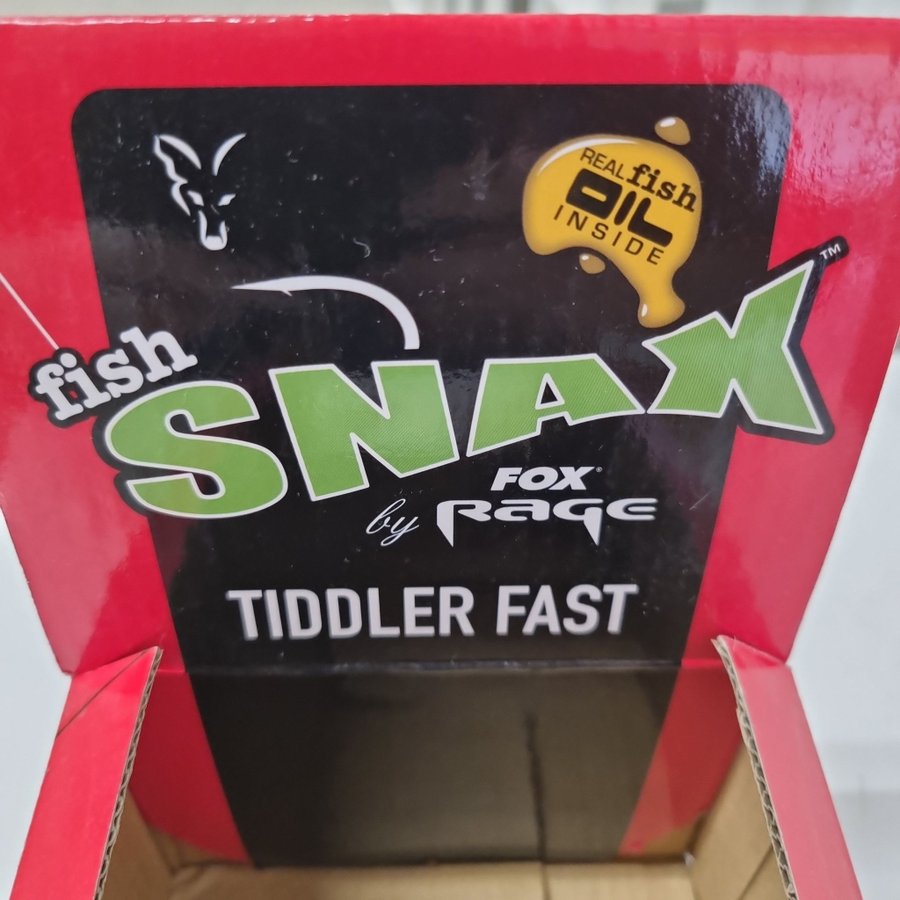 REAL fish
OIL
INSIDE
fish
SNAX™
by FOX® RAGE
TIDDLER FAST